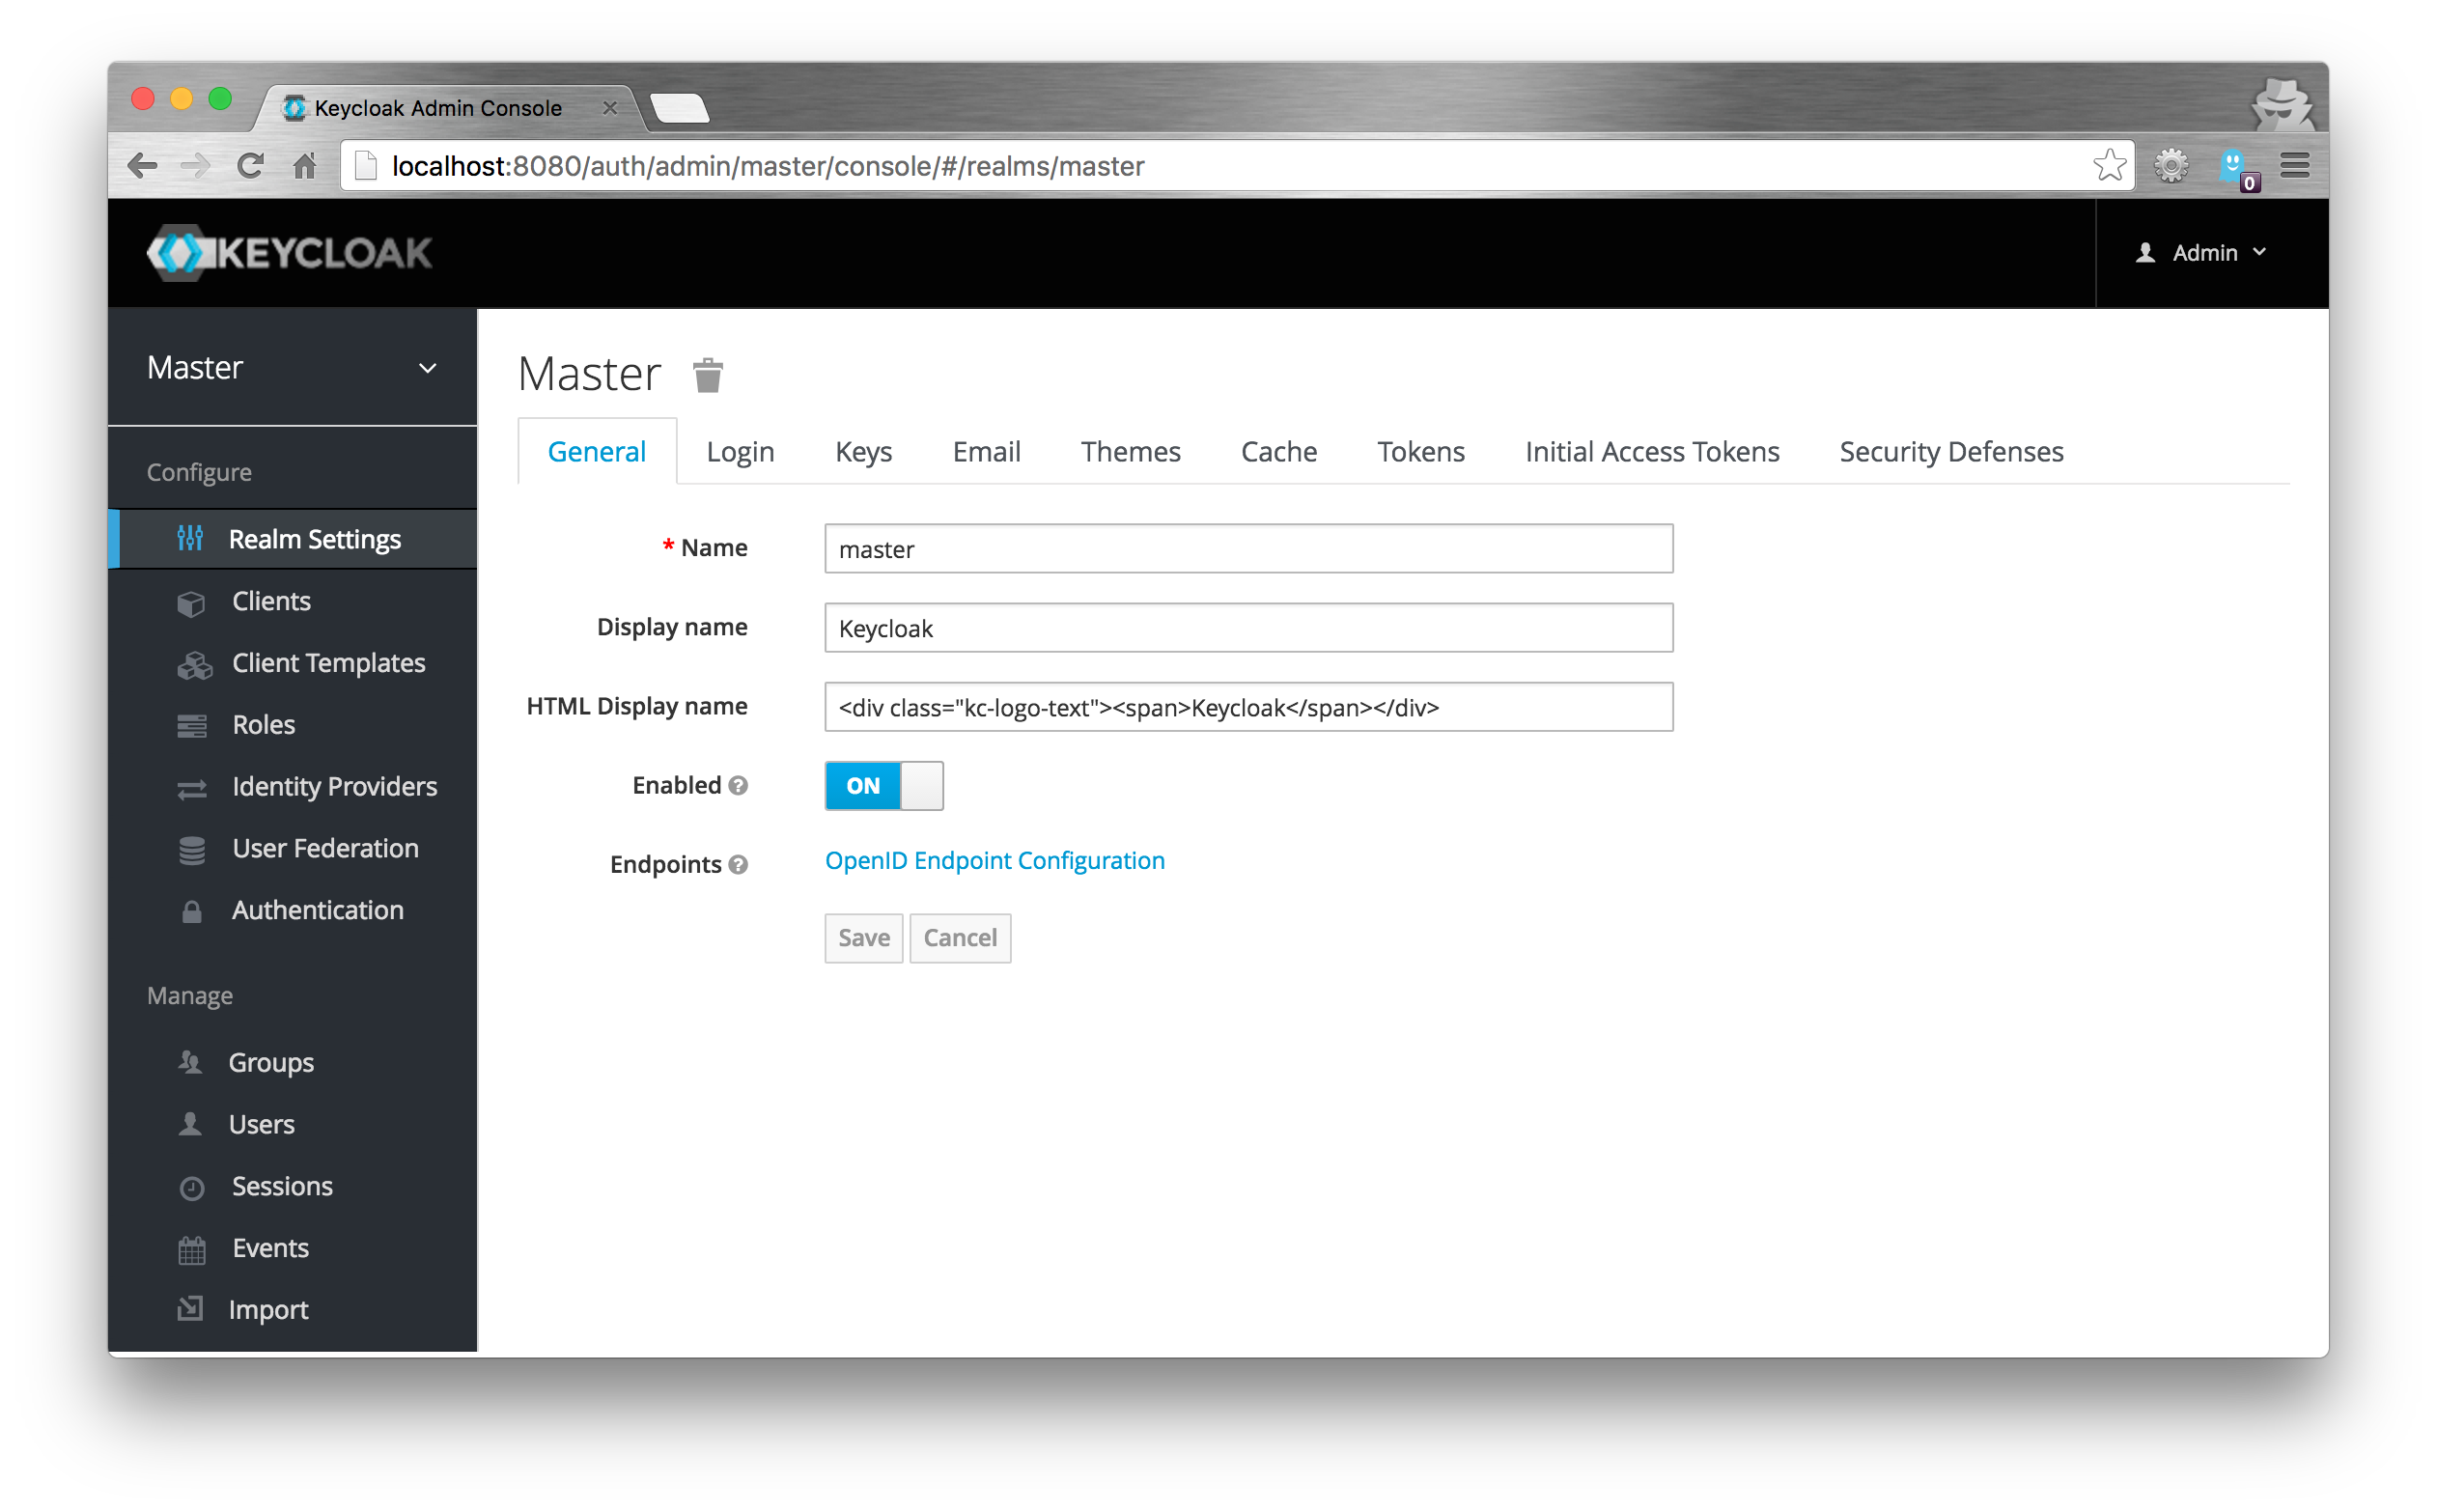 Keycloak Admin Console
localhost:8080/auth/admin/master/console/#/realms/master
0
KEYCLOAK
Admin
Master
Configure
Realm Settings
Clients
Client Templates
Roles
Identity Providers
User Federation
Authentication
Manage
Groups
Users
Sessions
Events
Import
Master
General Login Keys Email Themes Cache Tokens Initial Access Tokens Security Defenses
* Name master
Display name Keycloak
HTML Display name <div class="kc-logo-text"><span>Keycloak</span></div>
Enabled ? ON
Endpoints ? OpenID Endpoint Configuration
Save Cancel